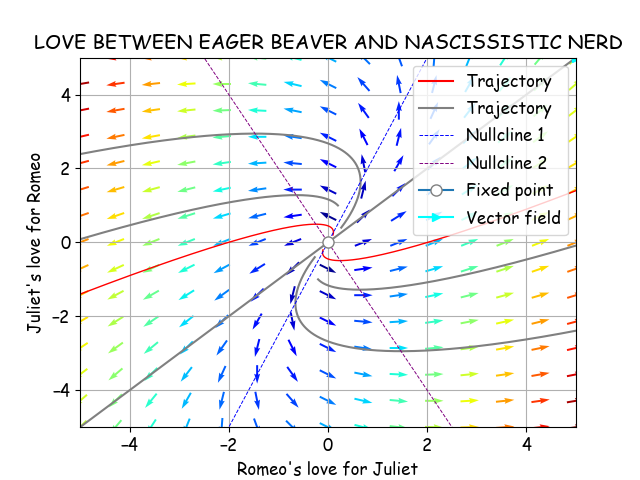 LOVE BETWEEN EAGER BEAVER AND NASCISSISTIC NERD
Trajectory
Trajectory
Nullcline 1
Nullcline 2
Fixed point
Vector field
4
2
0
−2
−4
Juliet's love for Romeo
−4
−2
0
2
4
Romeo's love for Juliet